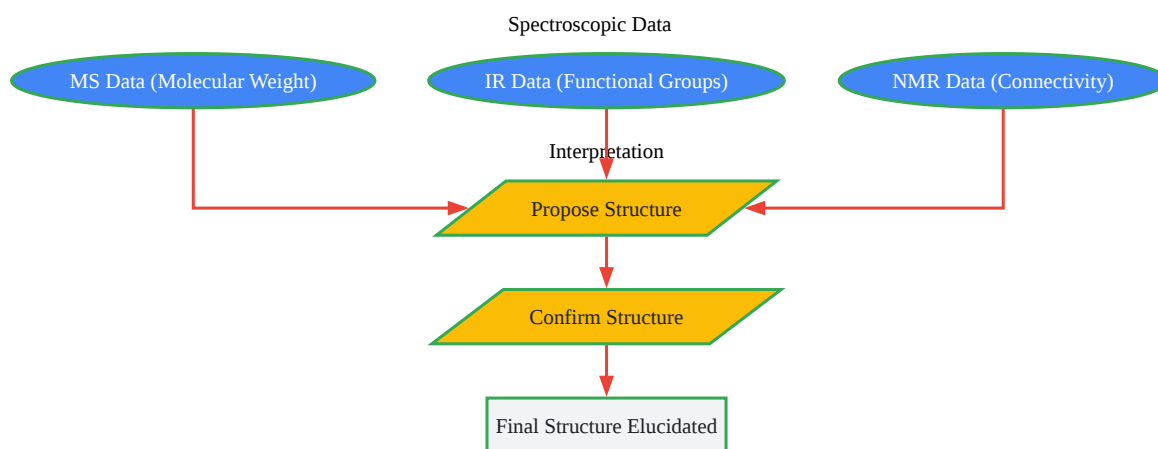 Spectroscopic Data
MS Data (Molecular Weight)
IR Data (Functional Groups)
NMR Data (Connectivity)
Interpretation
Propose Structure
Confirm Structure
Final Structure Elucidated